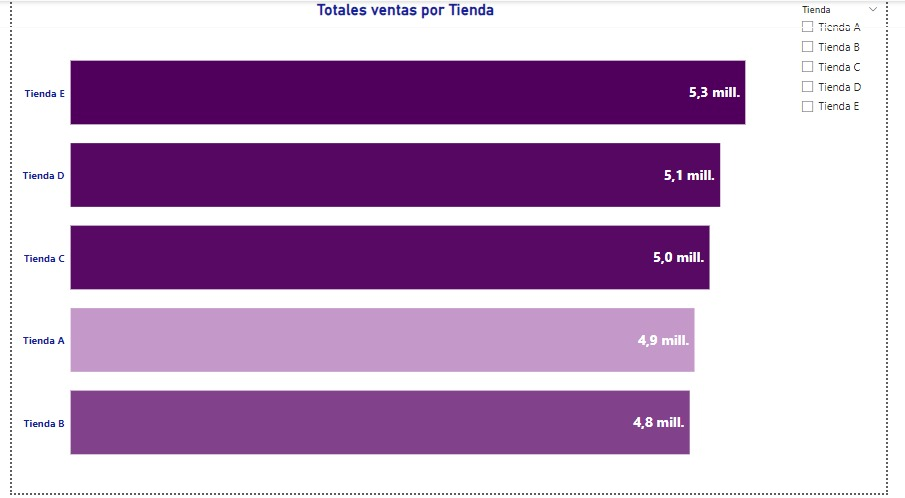 Totales ventas por Tienda
Tienda
Tienda A
Tienda B
Tienda C
Tienda D
Tienda E
Tienda E 5,3 mill.
Tienda D 5,1 mill.
Tienda C 5,0 mill.
Tienda A 4,9 mill.
Tienda B 4,8 mill.